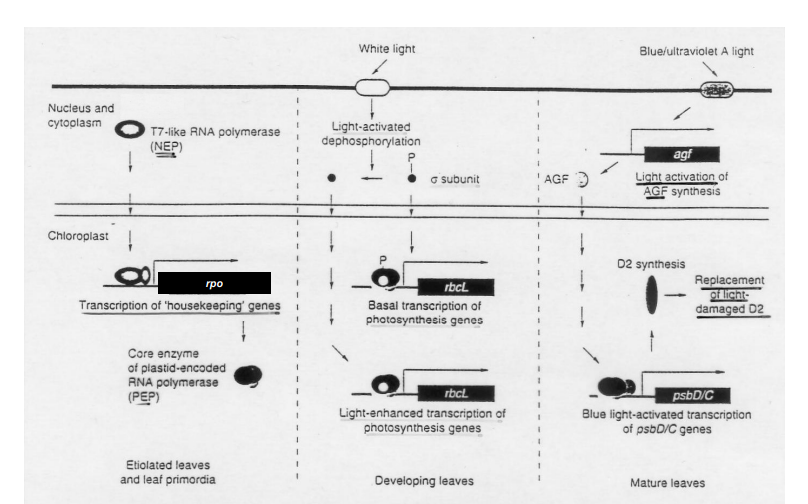 White light
Blue/ultraviolet A light
Nucleus and
cytoplasm
T7-like RNA polymerase
(NEP)
Light-activated
dephosphorylation
P
σ subunit
agf
AGF
Light activation of
AGF synthesis
Chloroplast
rpo
Transcription of 'housekeeping' genes
Core enzyme
of plastid-encoded
RNA polymerase
(PEP)
P
rbcL
Basal transcription of
photosynthesis genes
rbcL
Light-enhanced transcription of
photosynthesis genes
D2 synthesis
Replacement
of light-
damaged D2
psbD/C
Blue light-activated transcription
of psbD/C genes
Etiolated leaves
and leaf primordia
Developing leaves
Mature leaves